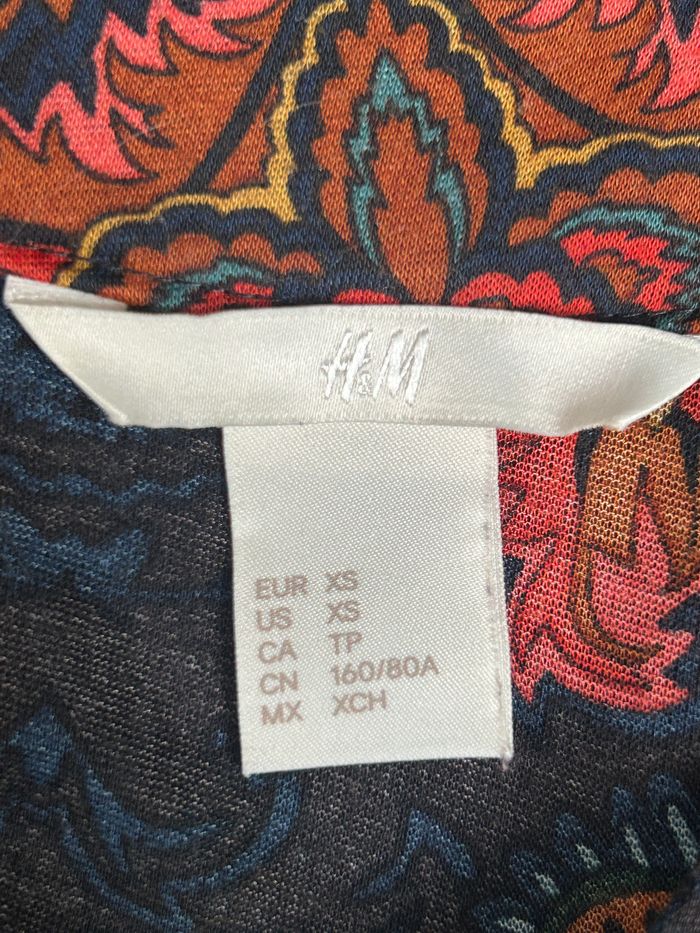 H&M
EUR XS
US XS
CA TP
CN 160/80A
MX XCH